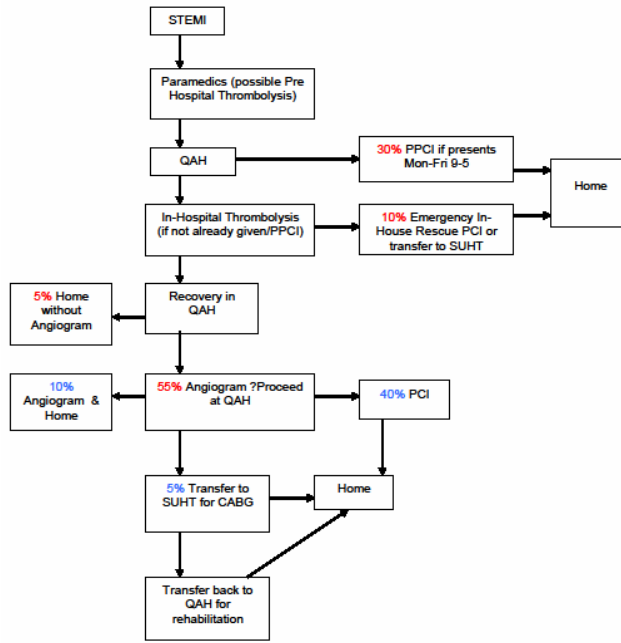 STEMI
Paramedics (possible Pre
Hospital Thrombolysis)
QAH
30% PPCI if presents
Mon-Fri 9-5
Home
In-Hospital Thrombolysis
(if not already given/PPCI)
10% Emergency In-
House Rescue PCI or
transfer to SUHT
5% Home
without
Angiogram
Recovery in
QAH
10%
Angiogram & 
Home
55% Angiogram ?Proceed
at QAH
40% PCI
5% Transfer to
SUHT for CABG
Home
Transfer back to
QAH for
rehabilitation